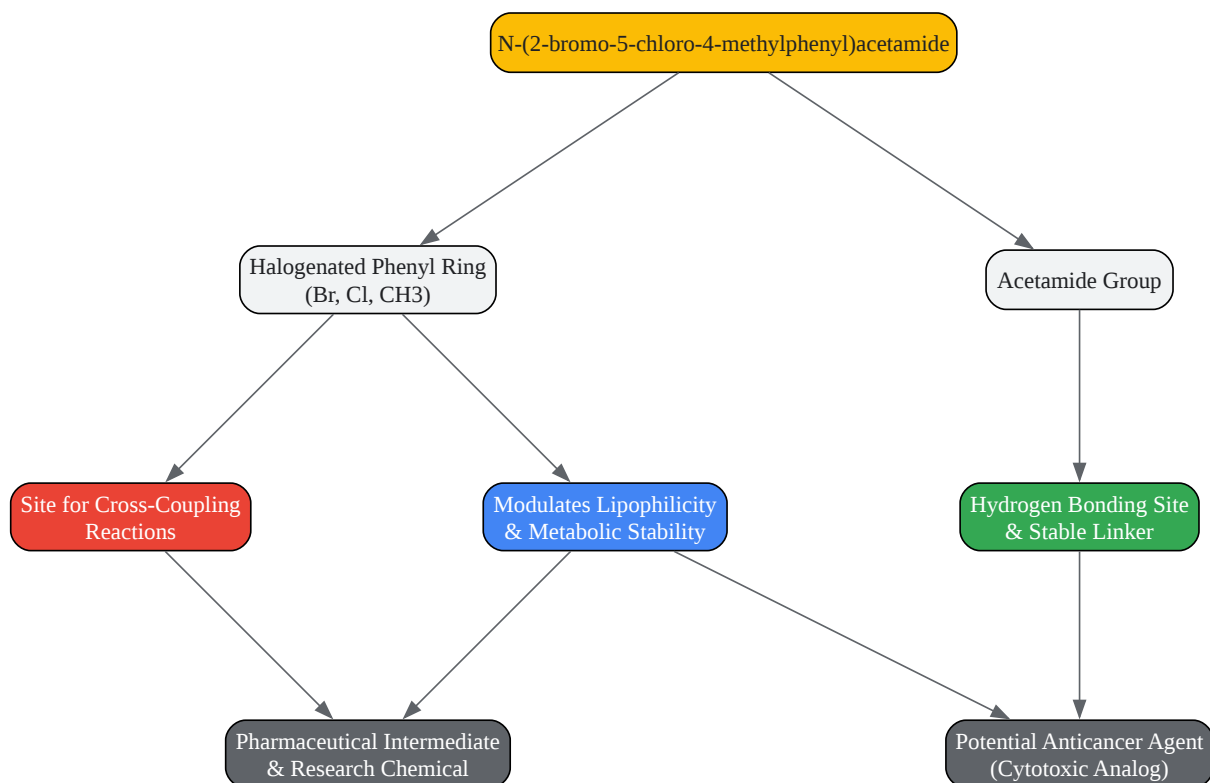 N-(2-bromo-5-chloro-4-methylphenyl)acetamide
Halogenated Phenyl Ring
(Br, Cl, CH3)
Acetamide Group
Site for Cross-Coupling
Reactions
Modulates Lipophilicity
& Metabolic Stability
Hydrogen Bonding Site
& Stable Linker
Pharmaceutical Intermediate
& Research Chemical
Potential Anticancer Agent
(Cytotoxic Analog)